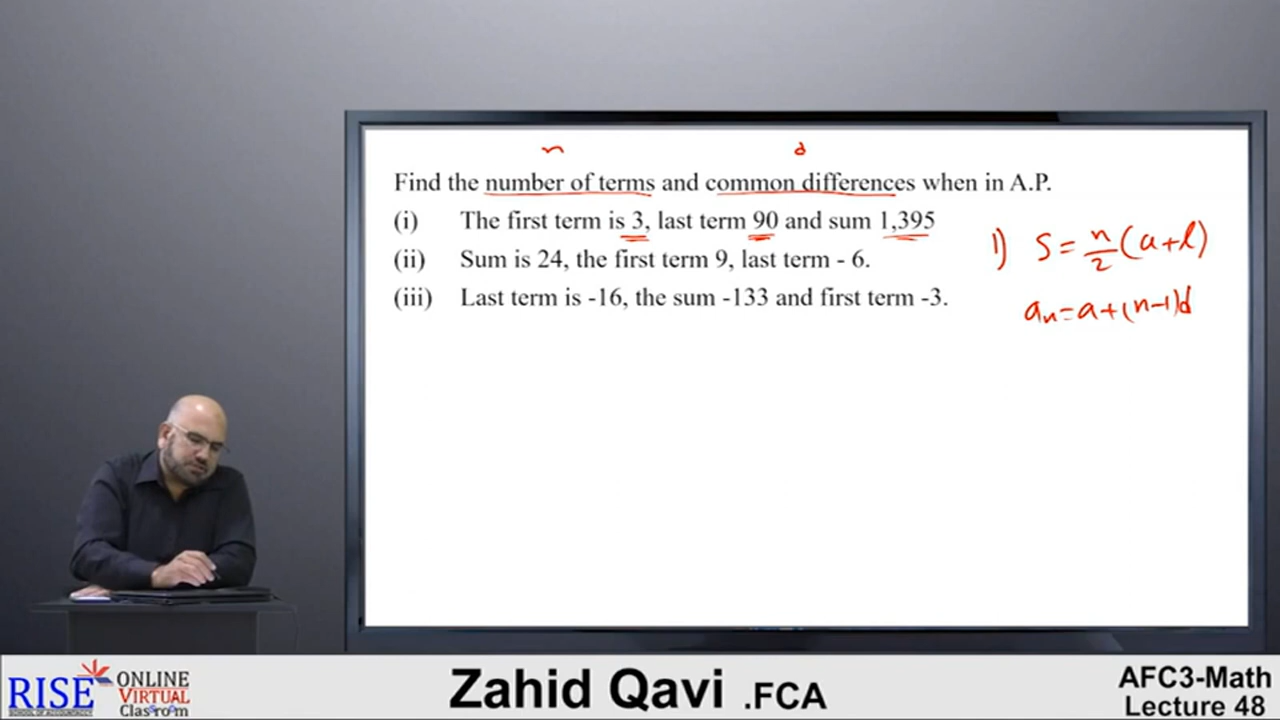 n d
Find the number of terms and common differences when in A.P.
(i) The first term is 3, last term 90 and sum 1,395
(ii) Sum is 24, the first term 9, last term - 6.
(iii) Last term is -16, the sum -133 and first term -3.
1) S = n/2 (a+l)
aₙ = a+(n-1)d
RISE ONLINE
VIRTUAL
SCHOOL OF ACCOUNTANCY Classroom
Zahid Qavi .FCA
AFC3-Math
Lecture 48